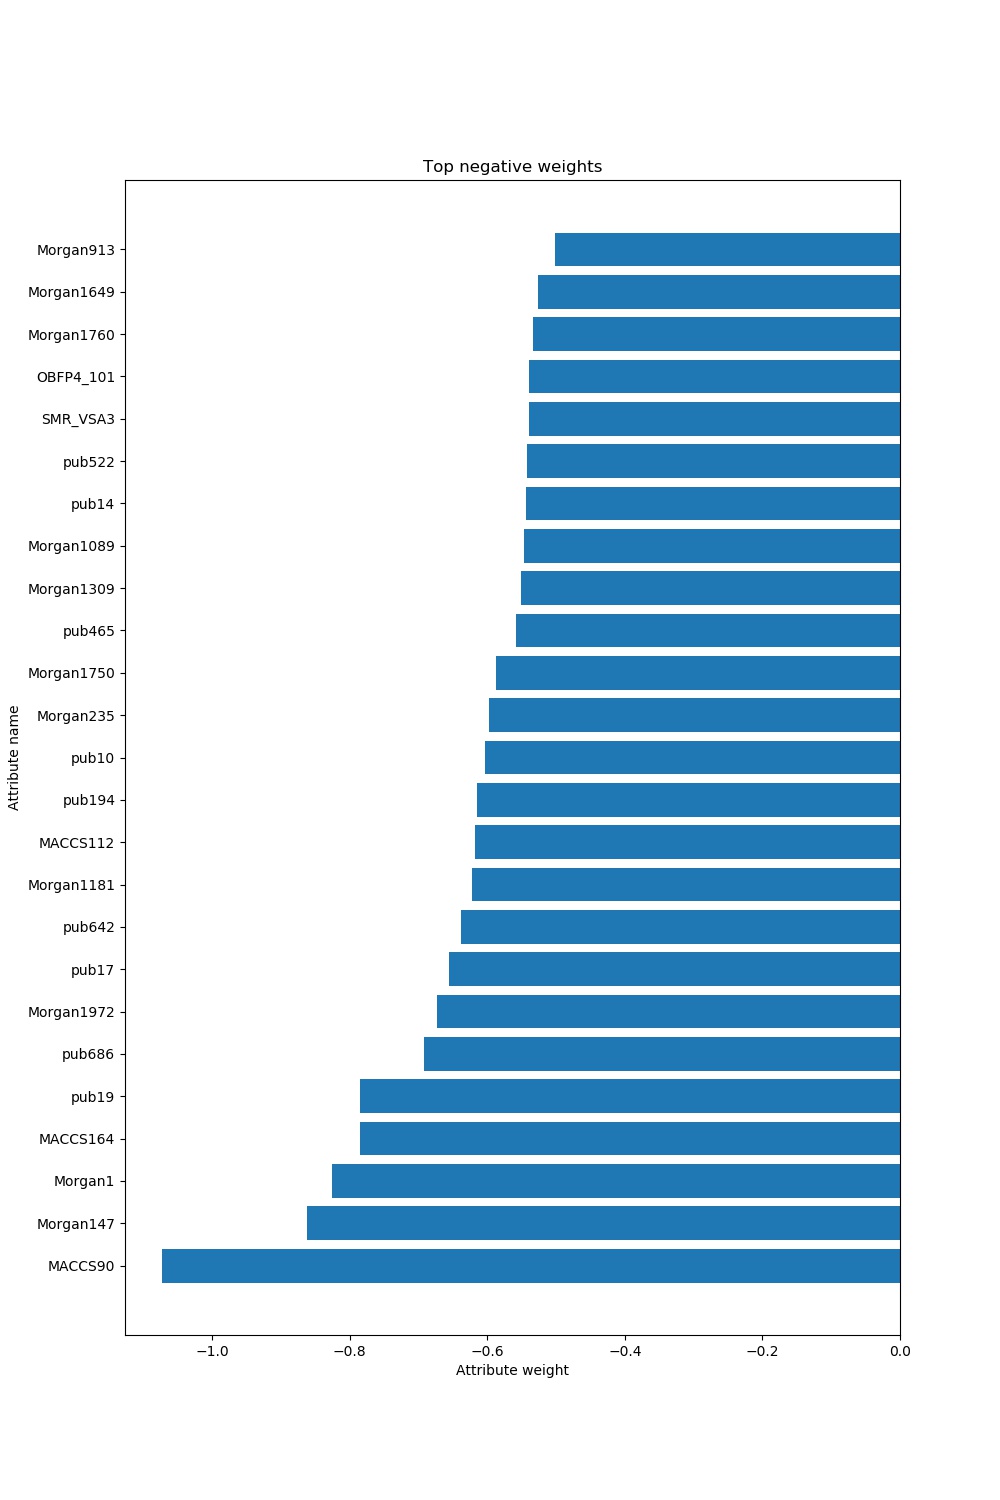 Top negative weights
Morgan913
Morgan1649
Morgan1760
OBFP4_101
SMR_VSA3
pub522
pub14
Morgan1089
Morgan1309
pub465
Morgan1750
Morgan235
pub10
pub194
MACCS112
Morgan1181
pub642
pub17
Morgan1972
pub686
pub19
MACCS164
Morgan1
Morgan147
MACCS90
Attribute name
−1.0 −0.8 −0.6 −0.4 −0.2 0.0
Attribute weight